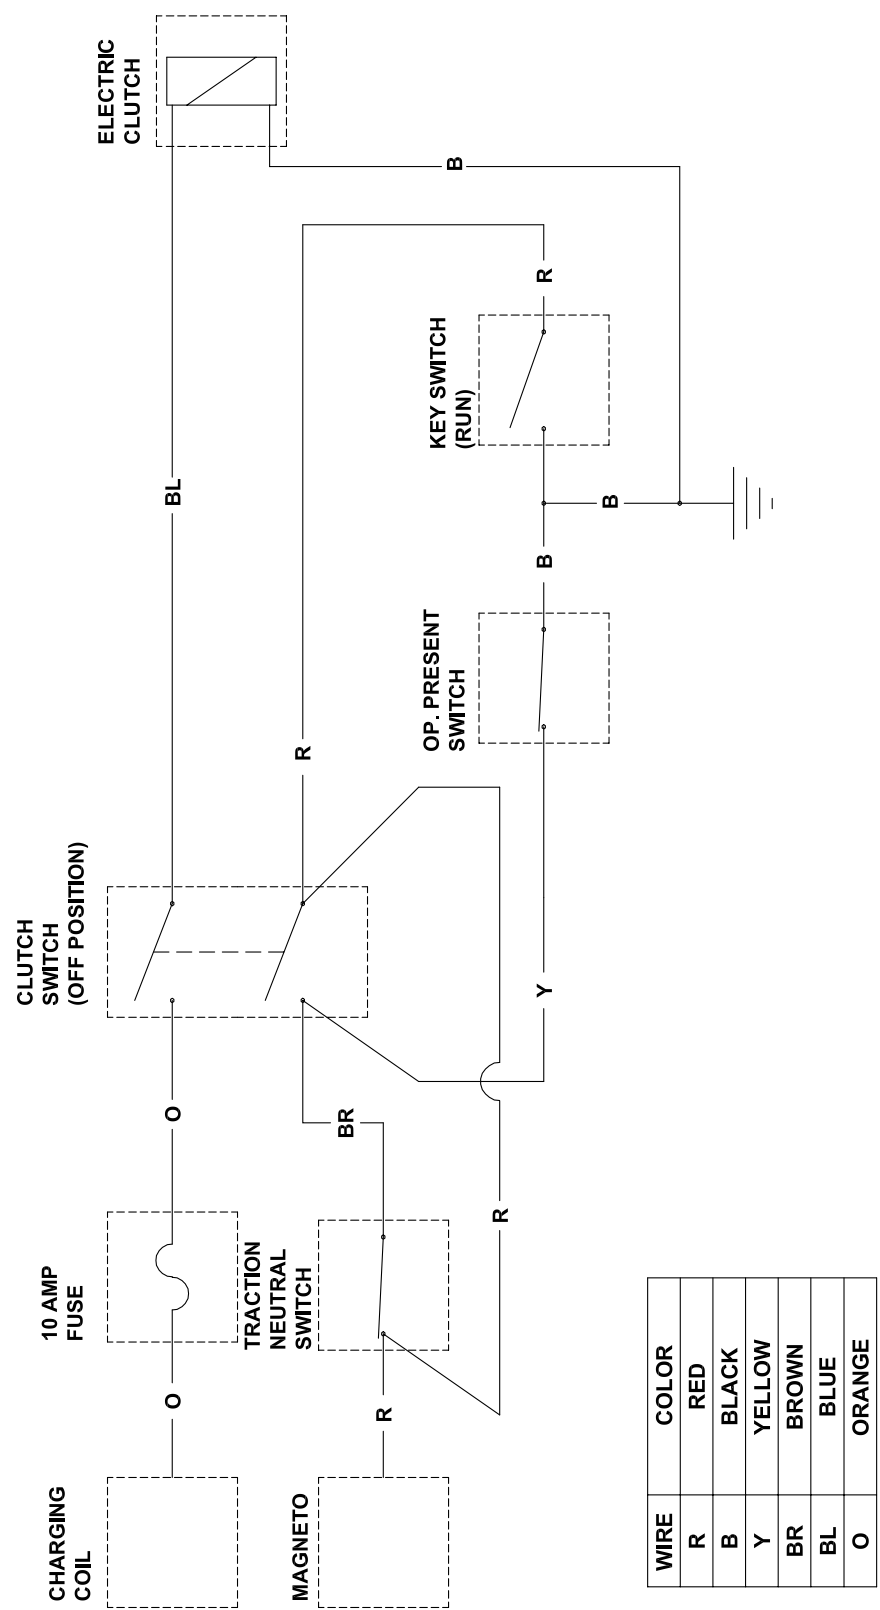 ELECTRIC
CLUTCH
B
R
KEY SWITCH
(RUN)
BL
B
B
OP. PRESENT
SWITCH
R
CLUTCH
SWITCH
(OFF POSITION)
Y
O
BR
10 AMP
FUSE
TRACTION
NEUTRAL
SWITCH
R
O
R
CHARGING
COIL
MAGNETO
WIRE COLOR
R RED
B BLACK
Y YELLOW
BR BROWN
BL BLUE
O ORANGE